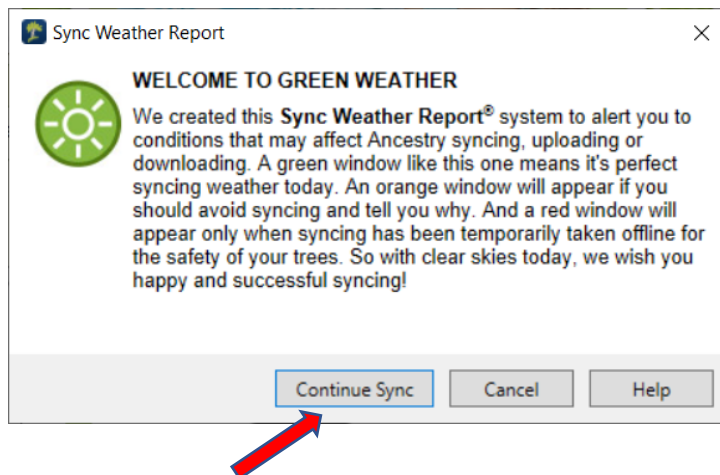 Sync Weather Report
WELCOME TO GREEN WEATHER
We created this Sync Weather Report® system to alert you to
conditions that may affect Ancestry syncing, uploading or
downloading. A green window like this one means it's perfect
syncing weather today. An orange window will appear if you
should avoid syncing and tell you why. And a red window will
appear only when syncing has been temporarily taken offline for
the safety of your trees. So with clear skies today, we wish you
happy and successful syncing!
Continue Sync Cancel Help